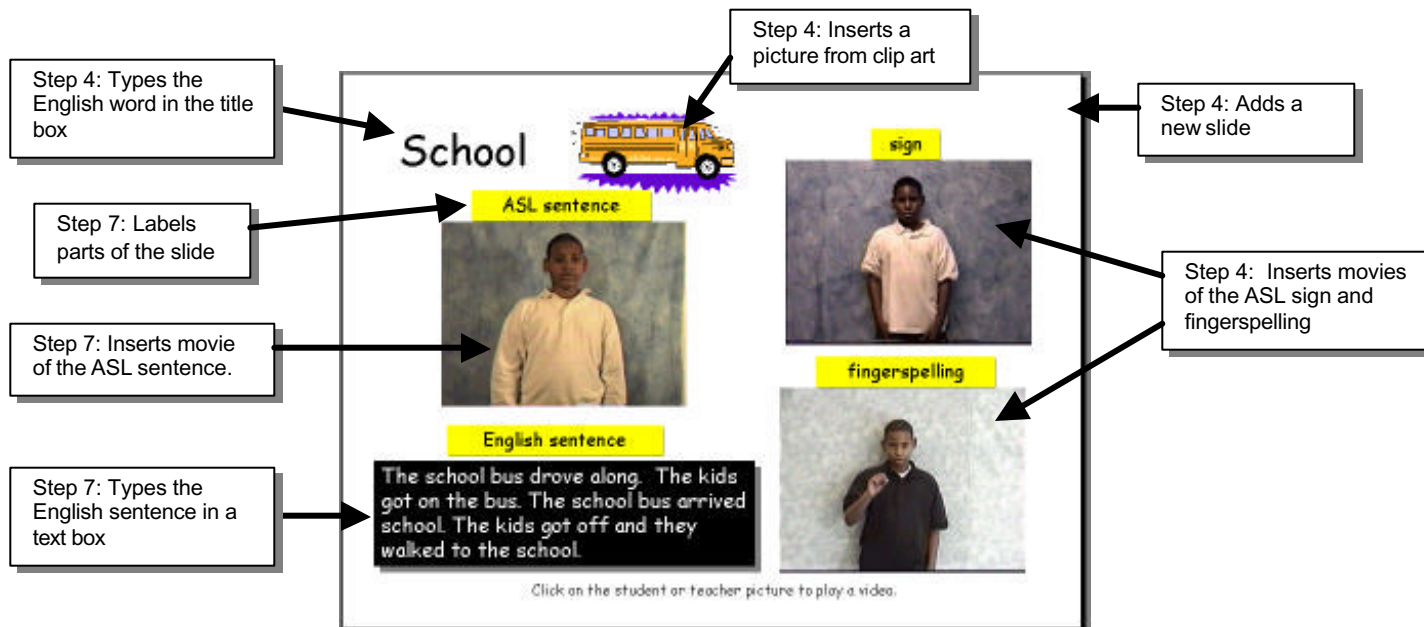 Step 4: Inserts a
picture from clip art
Step 4: Types the
English word in the title
box
Step 4: Adds a
new slide
School
sign
Step 7: Labels
parts of the slide
ASL sentence
Step 4:  Inserts movies
of the ASL sign and
fingerspelling
Step 7: Inserts movie
of the ASL sentence.
fingerspelling
English sentence
Step 7: Types the
English sentence in a
text box
The school bus drove along.  The kids
got on the bus. The school bus arrived
school. The kids got off and they
walked to the school.
Click on the student or teacher picture to play a video.